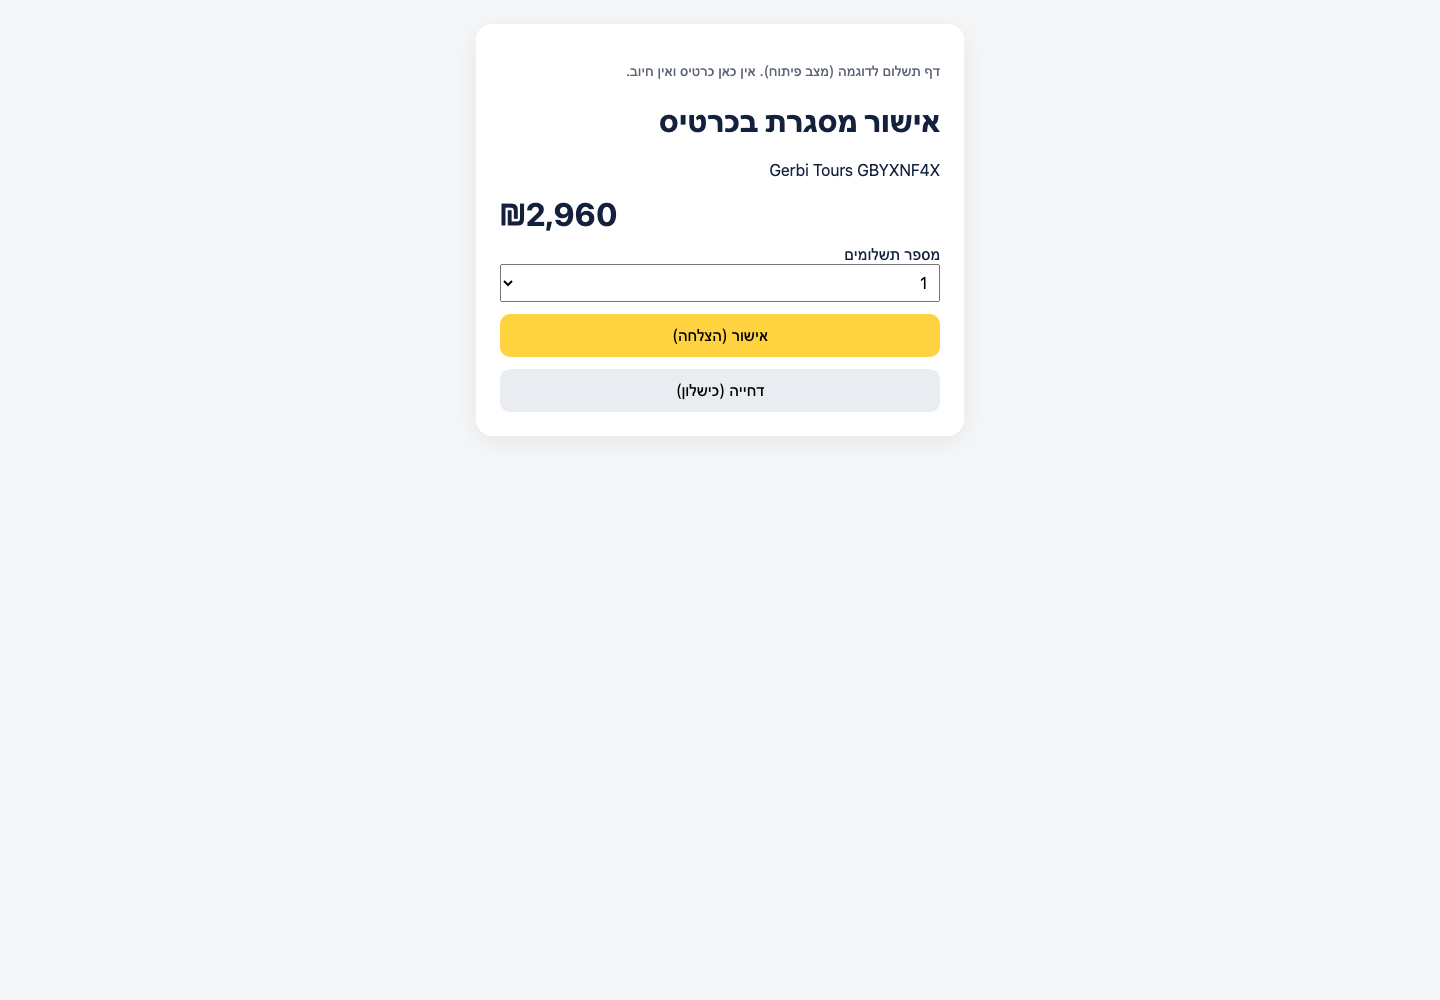 דף תשלום לדוגמה (מצב פיתוח). אין כאן כרטיס ואין חיוב.
אישור מסגרת בכרטיס
Gerbi Tours GBYXNF4X
₪2,960
מספר תשלומים
1
אישור (הצלחה)
דחייה (כישלון)